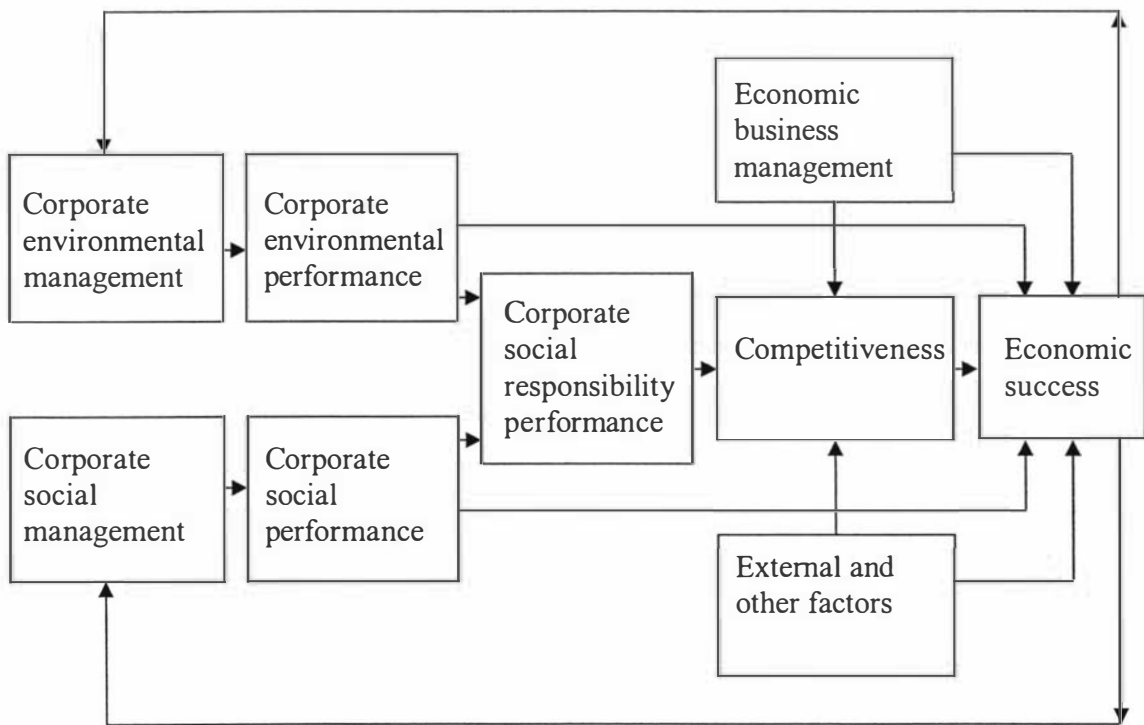 Economic
business
management
Corporate
environmental
management
Corporate
environmental
performance
Corporate
social
responsibility
performance
Competitiveness
Economic
success
Corporate
social
management
Corporate
social
performance
External and
other factors